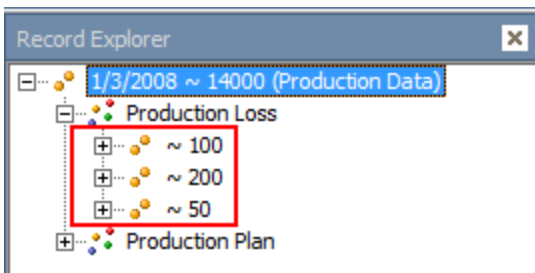 Record Explorer
1/3/2008 ~ 14000 (Production Data)
Production Loss
~ 100
~ 200
~ 50
Production Plan